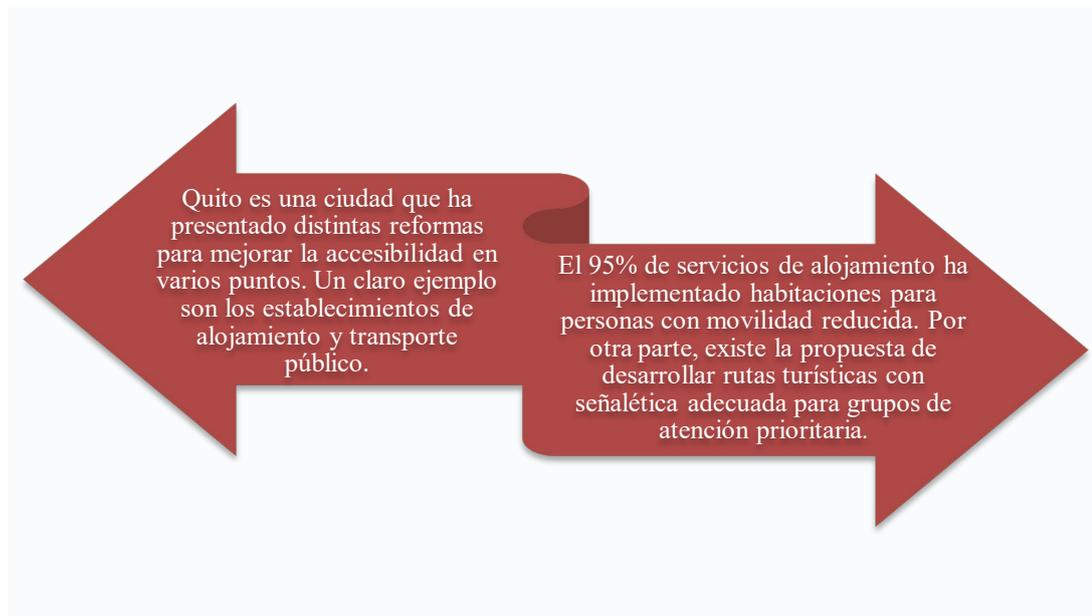 Quito es una ciudad que ha
presentado distintas reformas
para mejorar la accesibilidad en
varios puntos. Un claro ejemplo
son los establecimientos de
alojamiento y transporte
público.
El 95% de servicios de alojamiento ha
implementado habitaciones para
personas con movilidad reducida. Por
otra parte, existe la propuesta de
desarrollar rutas turísticas con
señalética adecuada para grupos de
atención prioritaria.